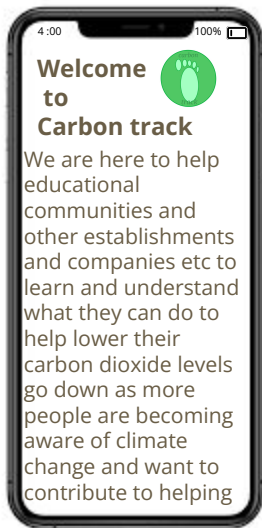 4:00
100%
Welcome
to
Carbon track
We are here to help
educational
communities and
other establishments
and companies etc to
learn and understand
what they can do to
help lower their
carbon dioxide levels
go down as more
people are becoming
aware of climate
change and want to
contribute to helping